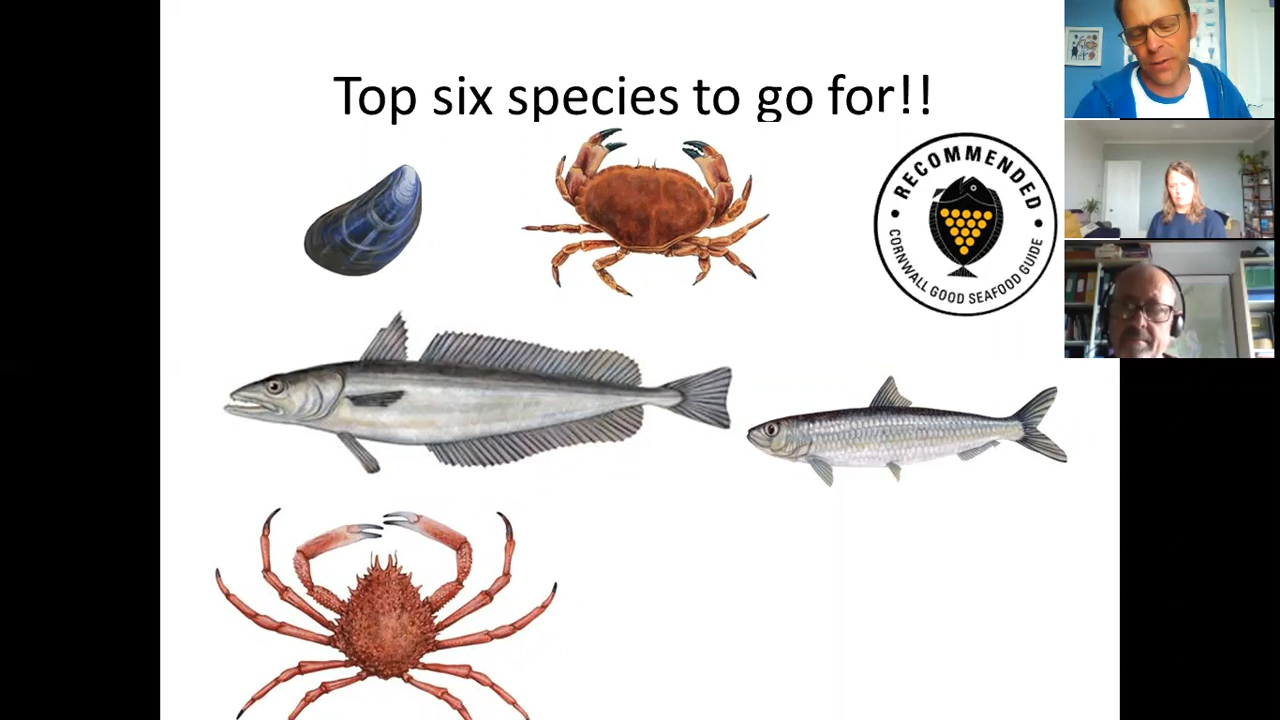 Top six species to go for!!
RECOMMENDED
CORNWALL GOOD SEAFOOD GUIDE